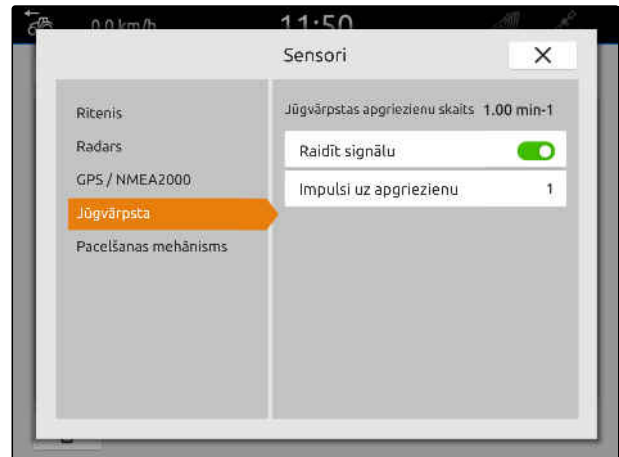 0.0 km/h
11:50
Sensori
Ritenis
Radars
GPS / NMEA2000
Jūgvārpsta
Pacelšanas mehānisms
Jūgvārpstas apgriezienu skaits 1.00 min-1
Raidīt signālu
Impulsi uz apgriezienu 1